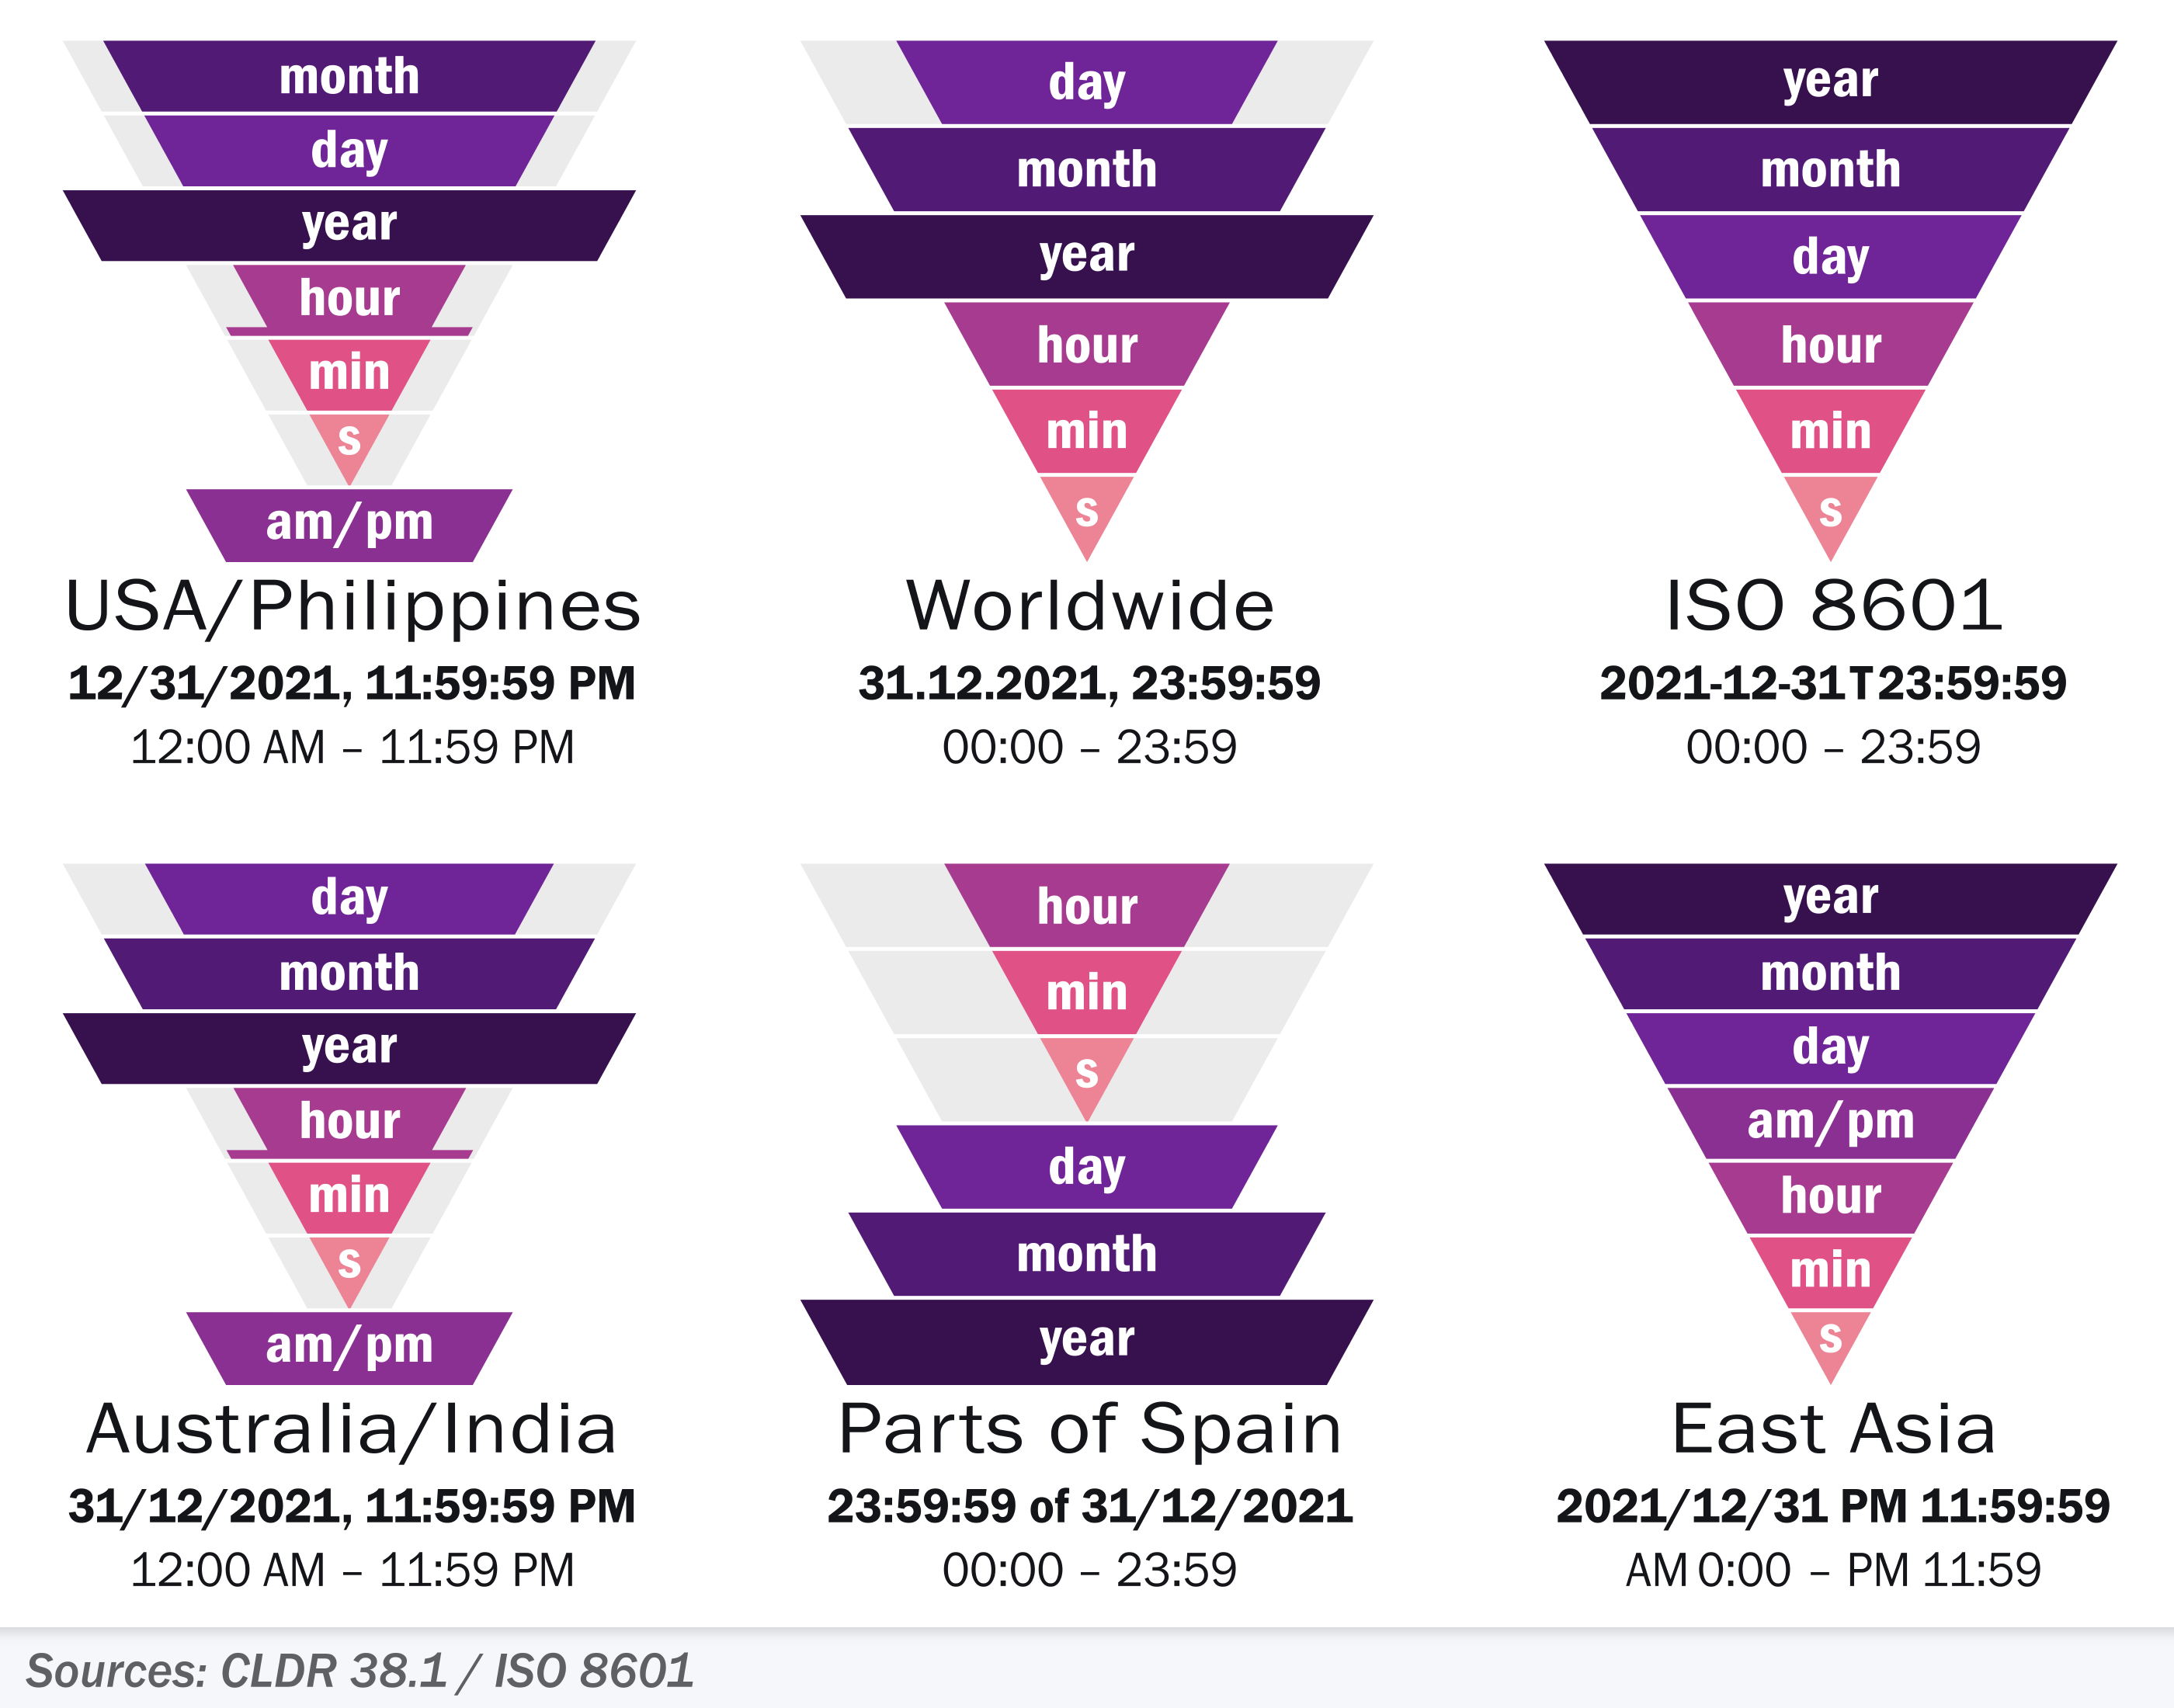 month
day
year
hour
min
s
am/pm
USA/Philippines
12/31/2021, 11:59:59 PM
12:00 AM – 11:59 PM
day
month
year
hour
min
s
Worldwide
31.12.2021, 23:59:59
00:00 – 23:59
year
month
day
hour
min
s
ISO 8601
2021-12-31T23:59:59
00:00 – 23:59
day
month
year
hour
min
s
am/pm
Australia/India
31/12/2021, 11:59:59 PM
12:00 AM – 11:59 PM
hour
min
s
day
month
year
Parts of Spain
23:59:59 of 31/12/2021
00:00 – 23:59
year
month
day
am/pm
hour
min
s
East Asia
2021/12/31 PM 11:59:59
AM 0:00 – PM 11:59
Sources: CLDR 38.1 / ISO 8601